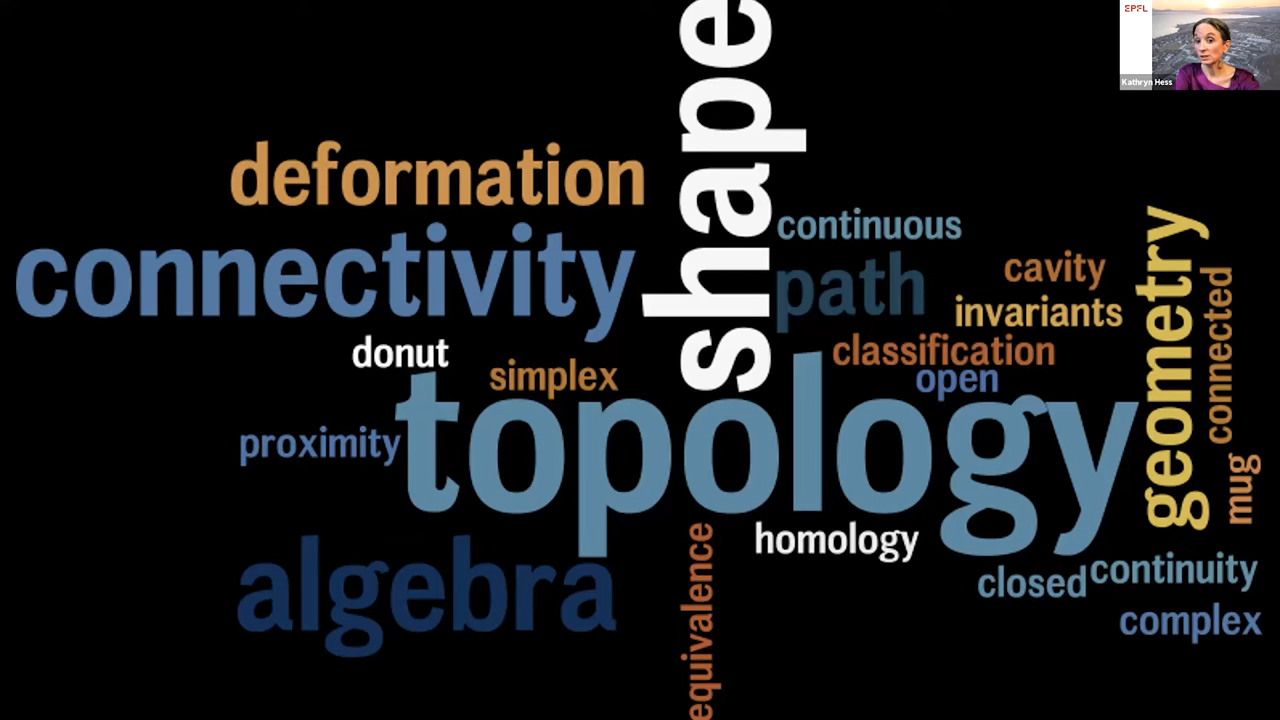 EPFL
Kathryn Hess
shape
deformation
connectivity
continuous
path
cavity
invariants
geometry
connected
donut
simplex
classification
open
topology
proximity
mug
algebra
equivalence
homology
closed
continuity
complex